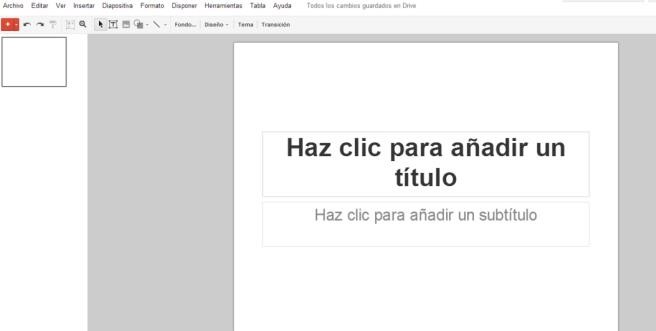 Archivo Editar Ver Insertar Diapositiva Formato Disponer Herramientas Tabla Ayuda Todos los cambios guardados en Drive
Fondo... Diseño Tema Transición
Haz clic para añadir un
título
Haz clic para añadir un subtítulo